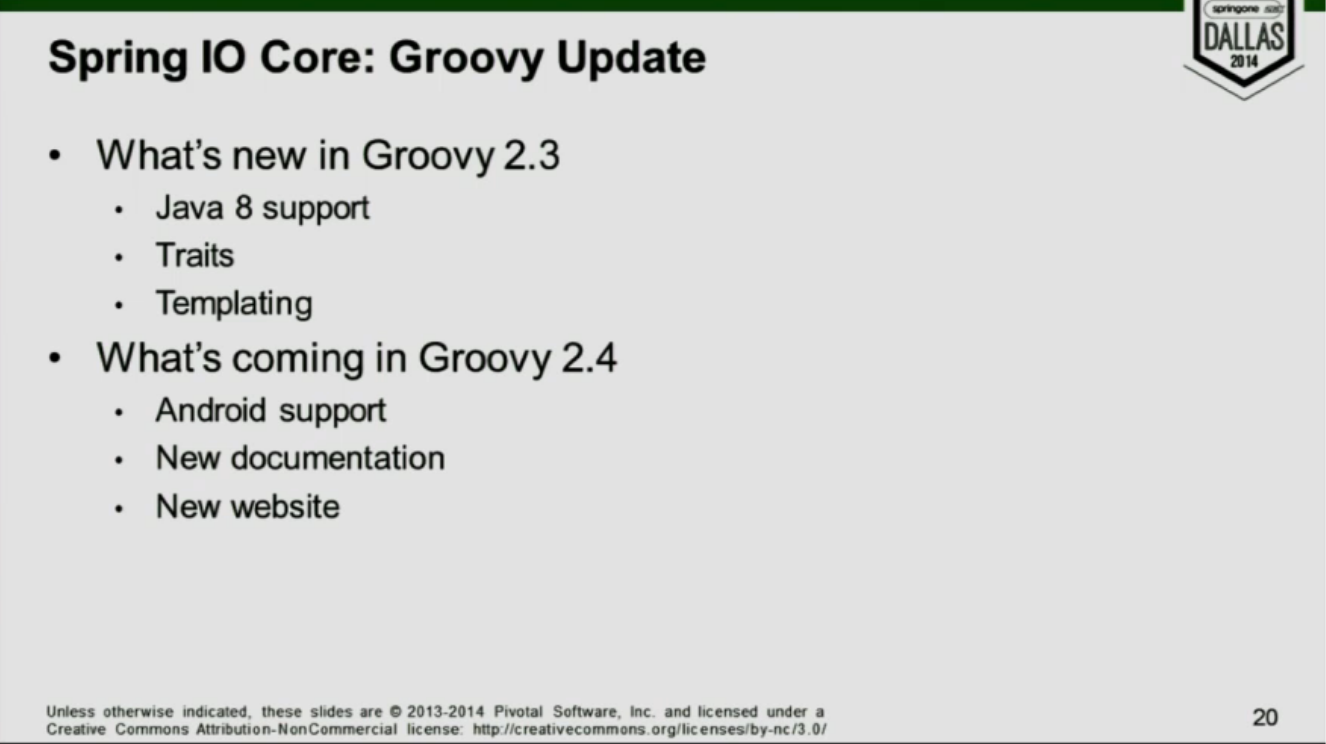 springone 2GX
DALLAS
2014
Spring IO Core: Groovy Update
• What's new in Groovy 2.3
• Java 8 support
• Traits
• Templating
• What's coming in Groovy 2.4
• Android support
• New documentation
• New website
Unless otherwise indicated, these slides are © 2013-2014 Pivotal Software, Inc. and licensed under a
Creative Commons Attribution-NonCommercial license: http://creativecommons.org/licenses/by-nc/3.0/
20